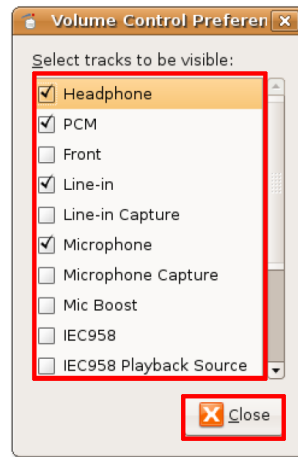 Volume Control Preferen
Select tracks to be visible:
Headphone
PCM
Front
Line-in
Line-in Capture
Microphone
Microphone Capture
Mic Boost
IEC958
IEC958 Playback Source
Close